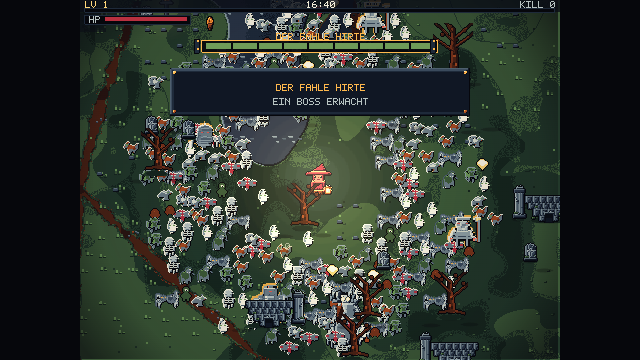 LV 1
16:40
KILL 0
HP
DER FAHLE HIRTE
DER FAHLE HIRTE
EIN BOSS ERWACHT